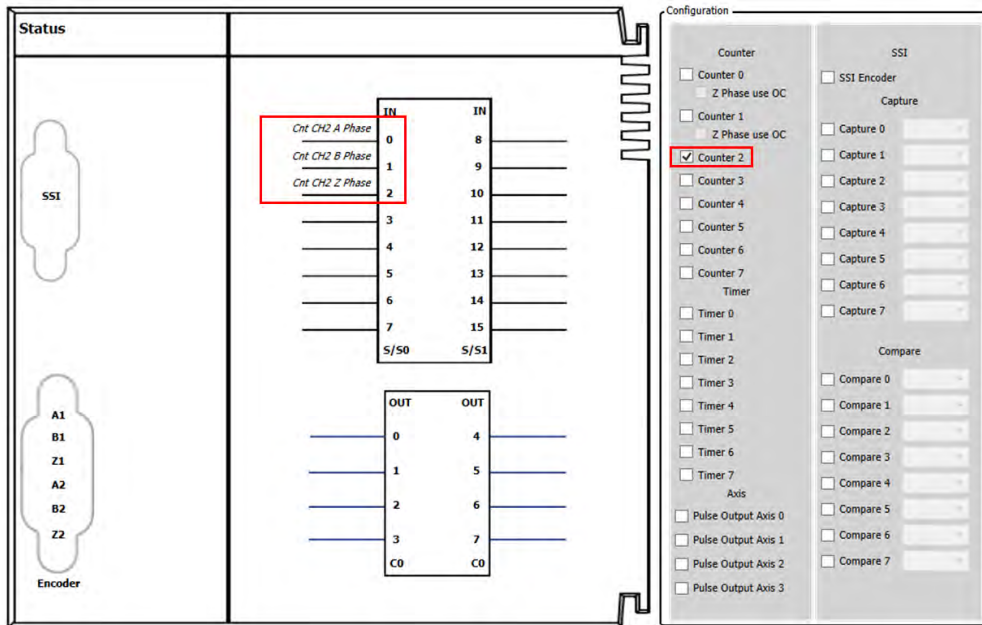 Status
SSI
A1
B1
Z1
A2
B2
Z2
Encoder
IN IN
Cnt CH2 A Phase
0 8
Cnt CH2 B Phase
1 9
Cnt CH2 Z Phase
2 10
3 11
4 12
5 13
6 14
7 15
S/S0 S/S1
OUT OUT
0 4
1 5
2 6
3 7
C0 C0
Configuration
Counter
Counter 0
Z Phase use OC
Counter 1
Z Phase use OC
Counter 2
Counter 3
Counter 4
Counter 5
Counter 6
Counter 7
Timer
Timer 0
Timer 1
Timer 2
Timer 3
Timer 4
Timer 5
Timer 6
Timer 7
Axis
Pulse Output Axis 0
Pulse Output Axis 1
Pulse Output Axis 2
Pulse Output Axis 3
SSI
SSI Encoder
Capture
Capture 0
Capture 1
Capture 2
Capture 3
Capture 4
Capture 5
Capture 6
Capture 7
Compare
Compare 0
Compare 1
Compare 2
Compare 3
Compare 4
Compare 5
Compare 6
Compare 7